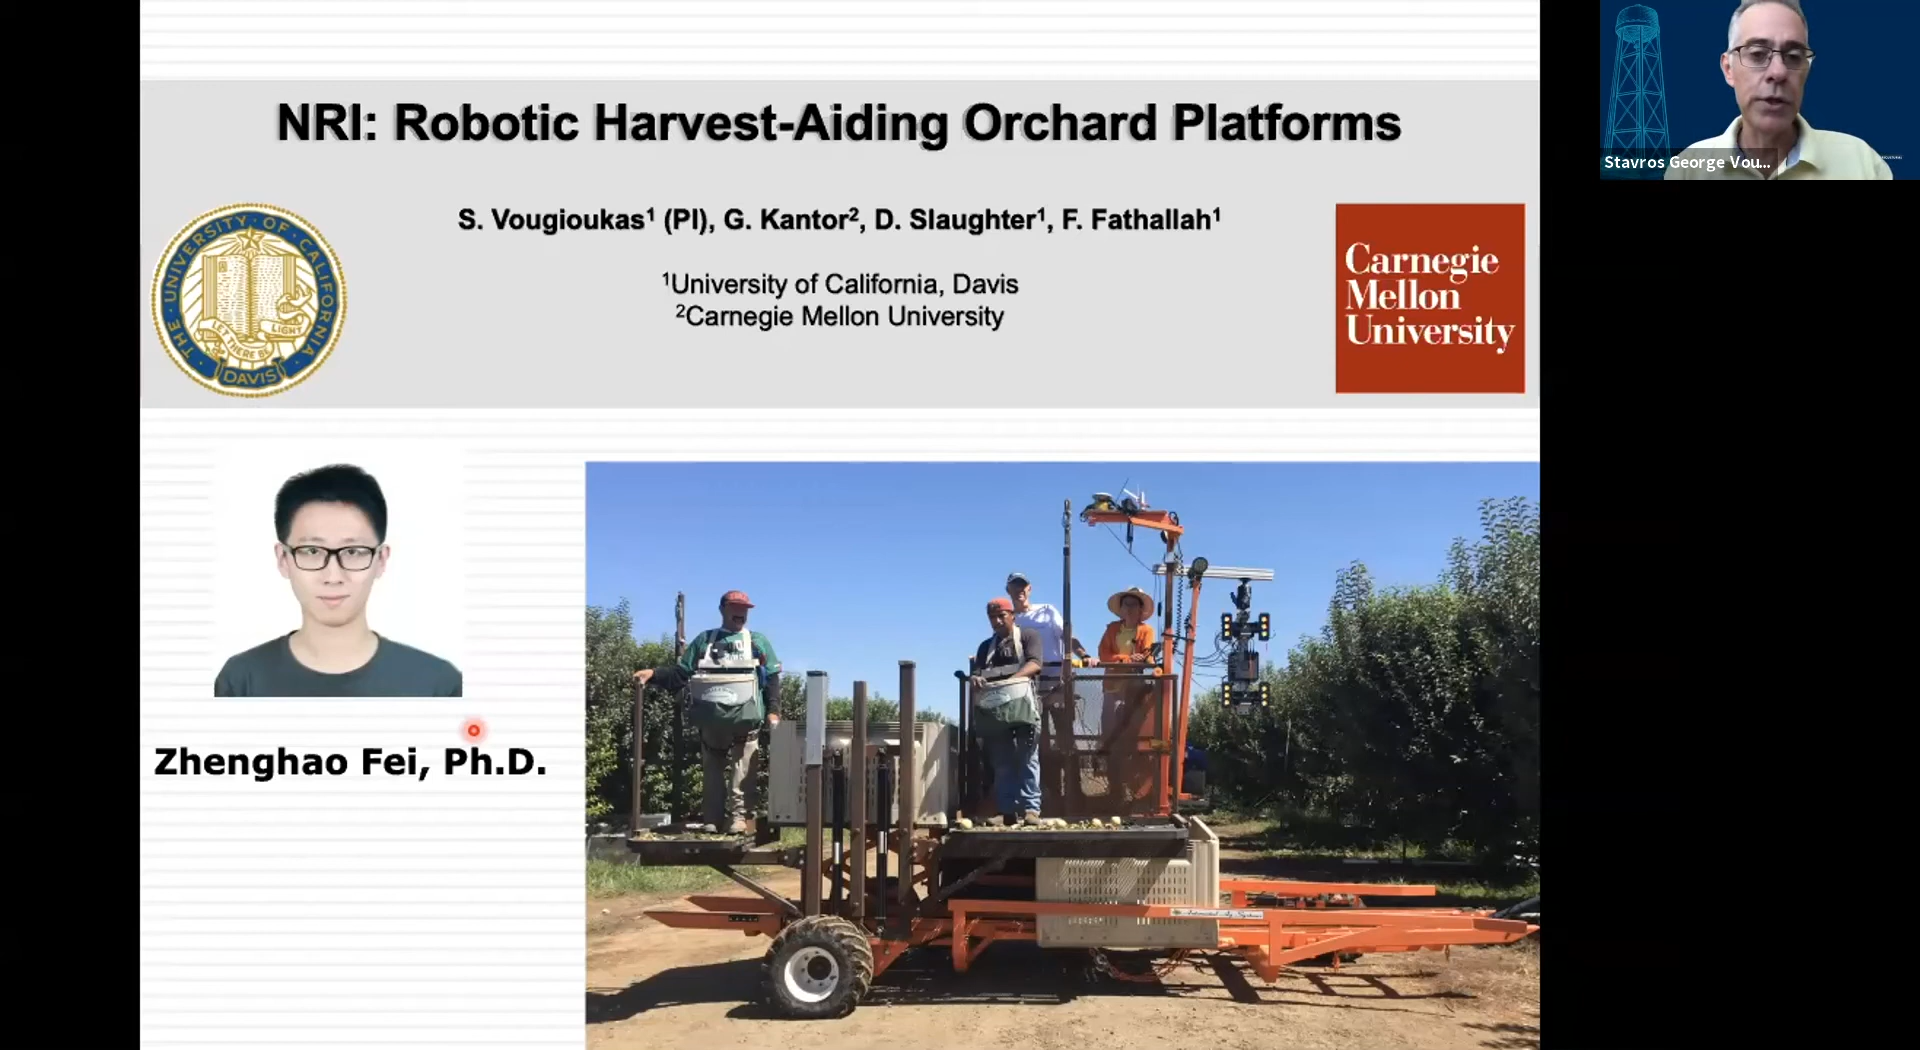 NRI: Robotic Harvest-Aiding Orchard Platforms
S. Vougioukas¹ (PI), G. Kantor², D. Slaughter¹, F. Fathallah¹
¹University of California, Davis
²Carnegie Mellon University
THE UNIVERSITY OF CALIFORNIA
LET THERE BE LIGHT
DAVIS
Carnegie
Mellon
University
Stavros George Vou...
Zhenghao Fei, Ph.D.